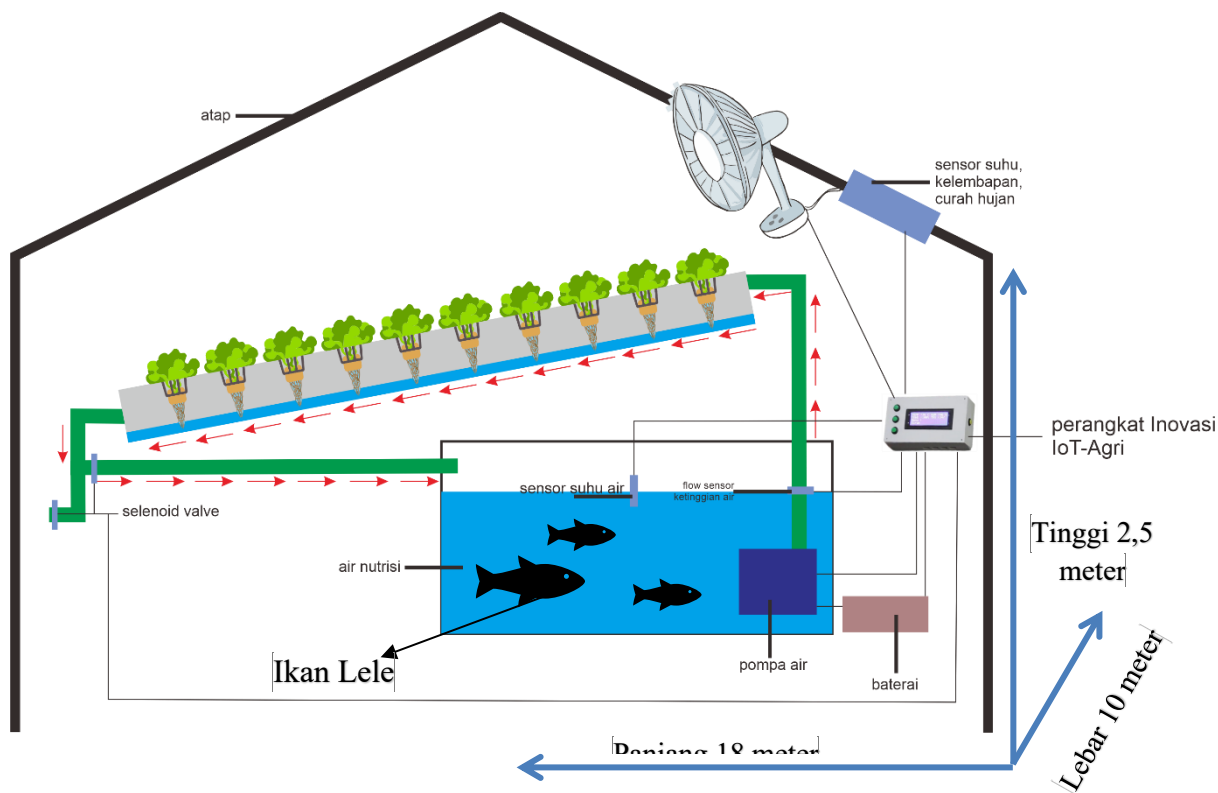 atap
sensor suhu,
kelembapan,
curah hujan
perangkat Inovasi
IoT-Agri
sensor suhu air
flow sensor
ketinggian air
selenoid valve
air nutrisi
Tinggi 2,5
meter
Ikan Lele
pompa air
baterai
Panjang 18 meter
Lebar 10 meter